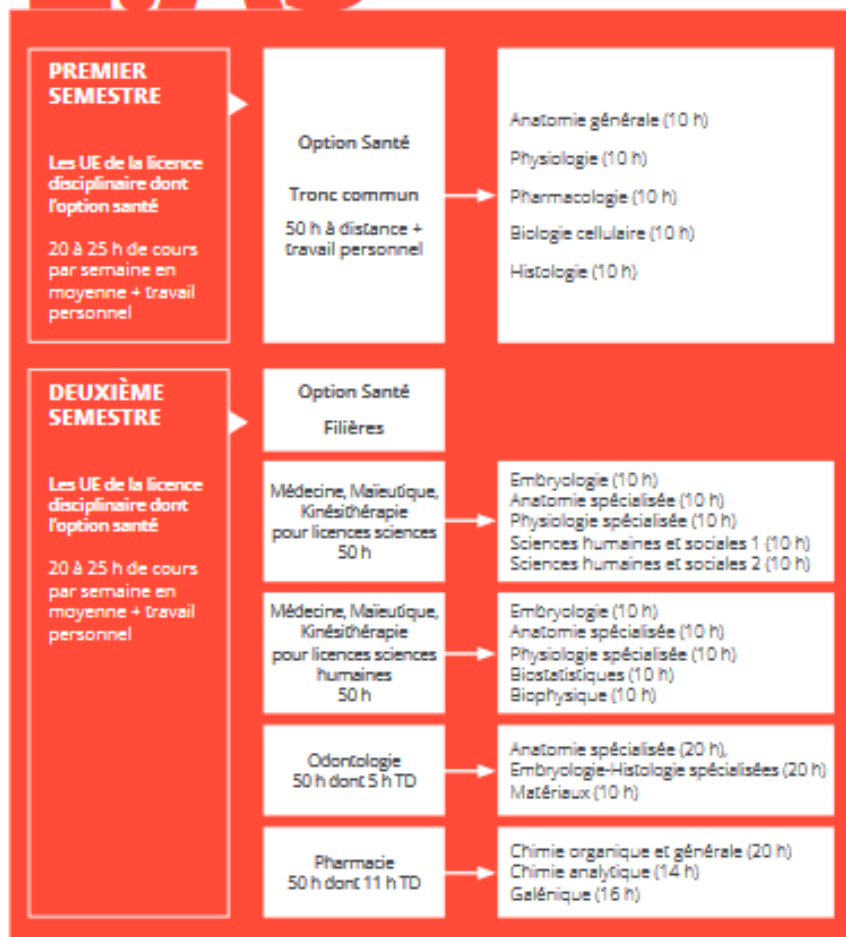 PREMIER
SEMESTRE
Les UE de la licence
disciplinaire dont
l'option santé
20 à 25 h de cours
par semaine en
moyenne + travail
personnel
Option Santé
Tronc commun
50 h à distance +
travail personnel
Anatomie générale (10 h)
Physiologie (10 h)
Pharmacologie (10 h)
Biologie cellulaire (10 h)
Histologie (10 h)
DEUXIÈME
SEMESTRE
Les UE de la licence
disciplinaire dont
l'option santé
20 à 25 h de cours
par semaine en
moyenne + travail
personnel
Option Santé
Filières
Médecine, Maïeutique,
Kinésithérapie
pour licences sciences
50 h
Embryologie (10 h)
Anatomie spécialisée (10 h)
Physiologie spécialisée (10 h)
Sciences humaines et sociales 1 (10 h)
Sciences humaines et sociales 2 (10 h)
Médecine, Maïeutique,
Kinésithérapie
pour licences sciences
humaines
50 h
Embryologie (10 h)
Anatomie spécialisée (10 h)
Physiologie spécialisée (10 h)
Biostatistiques (10 h)
Biophysique (10 h)
Odontologie
50 h dont 5 h TD
Anatomie spécialisée (20 h),
Embryologie-Histologie spécialisées (20 h)
Matériaux (10 h)
Pharmacie
50 h dont 11 h TD
Chimie organique et générale (20 h)
Chimie analytique (14 h)
Galénique (16 h)